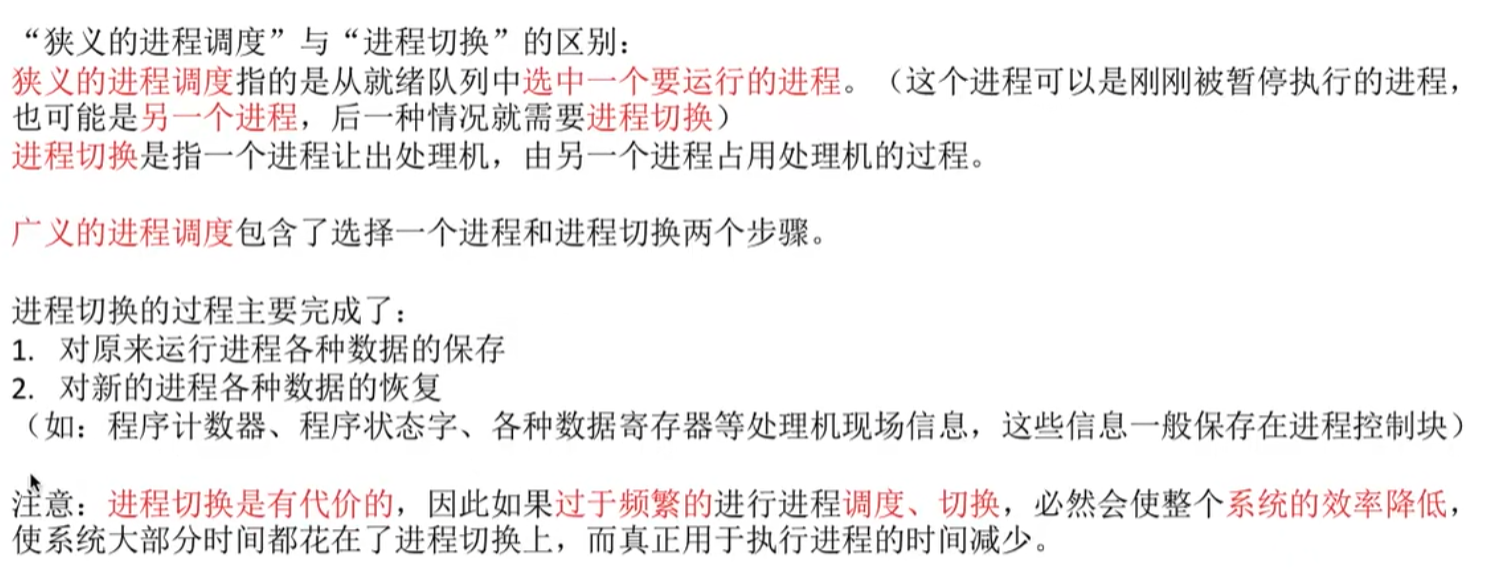 “狭义的进程调度”与“进程切换”的区别：
狭义的进程调度指的是从就绪队列中选中一个要运行的进程。（这个进程可以是刚刚被暂停执行的进程，
也可能是另一个进程，后一种情况就需要进程切换）
进程切换是指一个进程让出处理机，由另一个进程占用处理机的过程。
广义的进程调度包含了选择一个进程和进程切换两个步骤。
进程切换的过程主要完成了：
1. 对原来运行进程各种数据的保存
2. 对新的进程各种数据的恢复
（如：程序计数器、程序状态字、各种数据寄存器等处理机现场信息，这些信息一般保存在进程控制块）
注意：进程切换是有代价的，因此如果过于频繁的进行进程调度、切换，必然会使整个系统的效率降低，
使系统大部分时间都花在了进程切换上，而真正用于执行进程的时间减少。